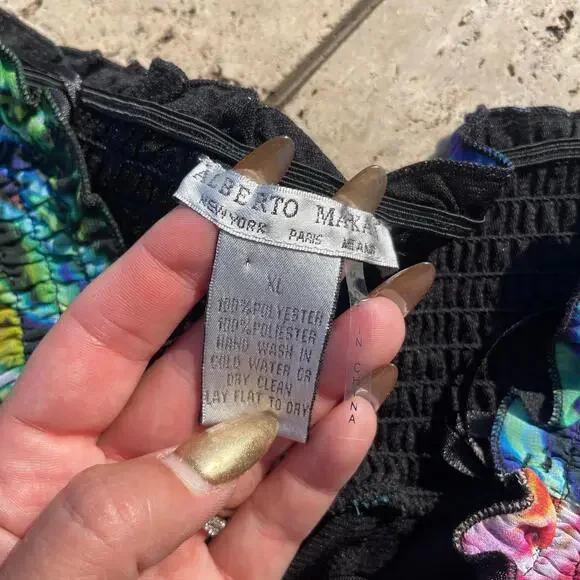 ALBERTO MAKA
NEW YORK PARIS MILAN
XL
100% POLYESTER
100% POLIESTER
HAND WASH IN
COLD WATER OR
DRY CLEAN
LAY FLAT TO DRY
IN CHINA